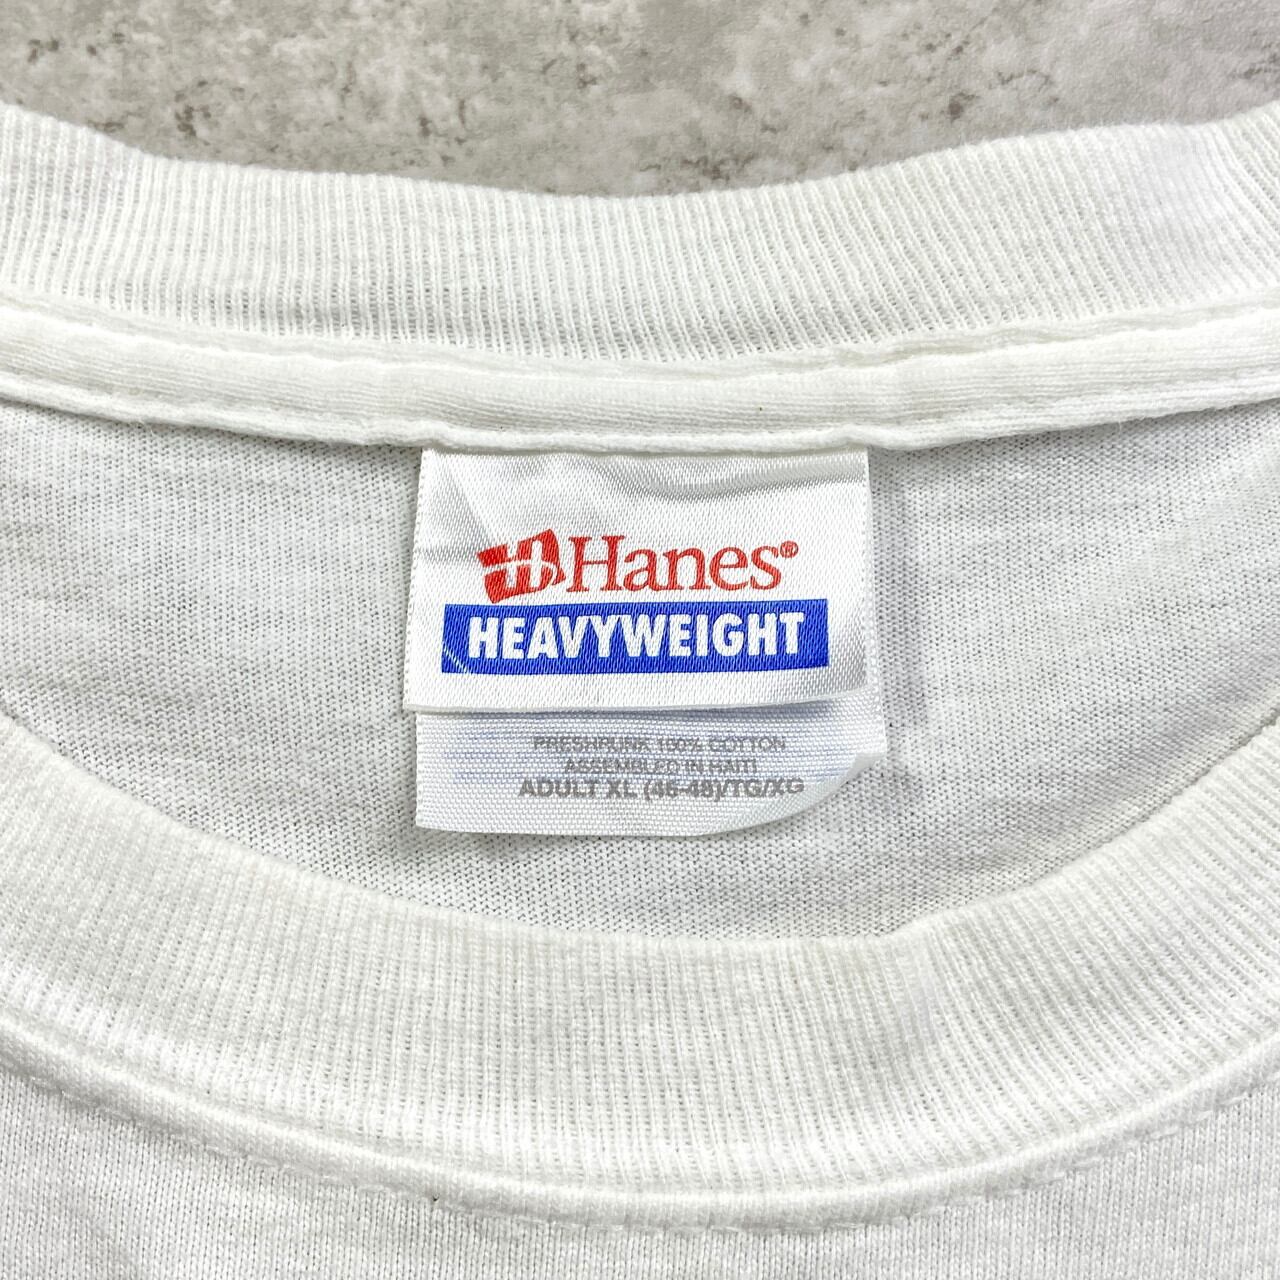 H Hanes®
HEAVYWEIGHT
PRESHRUNK 100% COTTON
ASSEMBLED IN HAITI
ADULT XL (46-48)/TG/XG